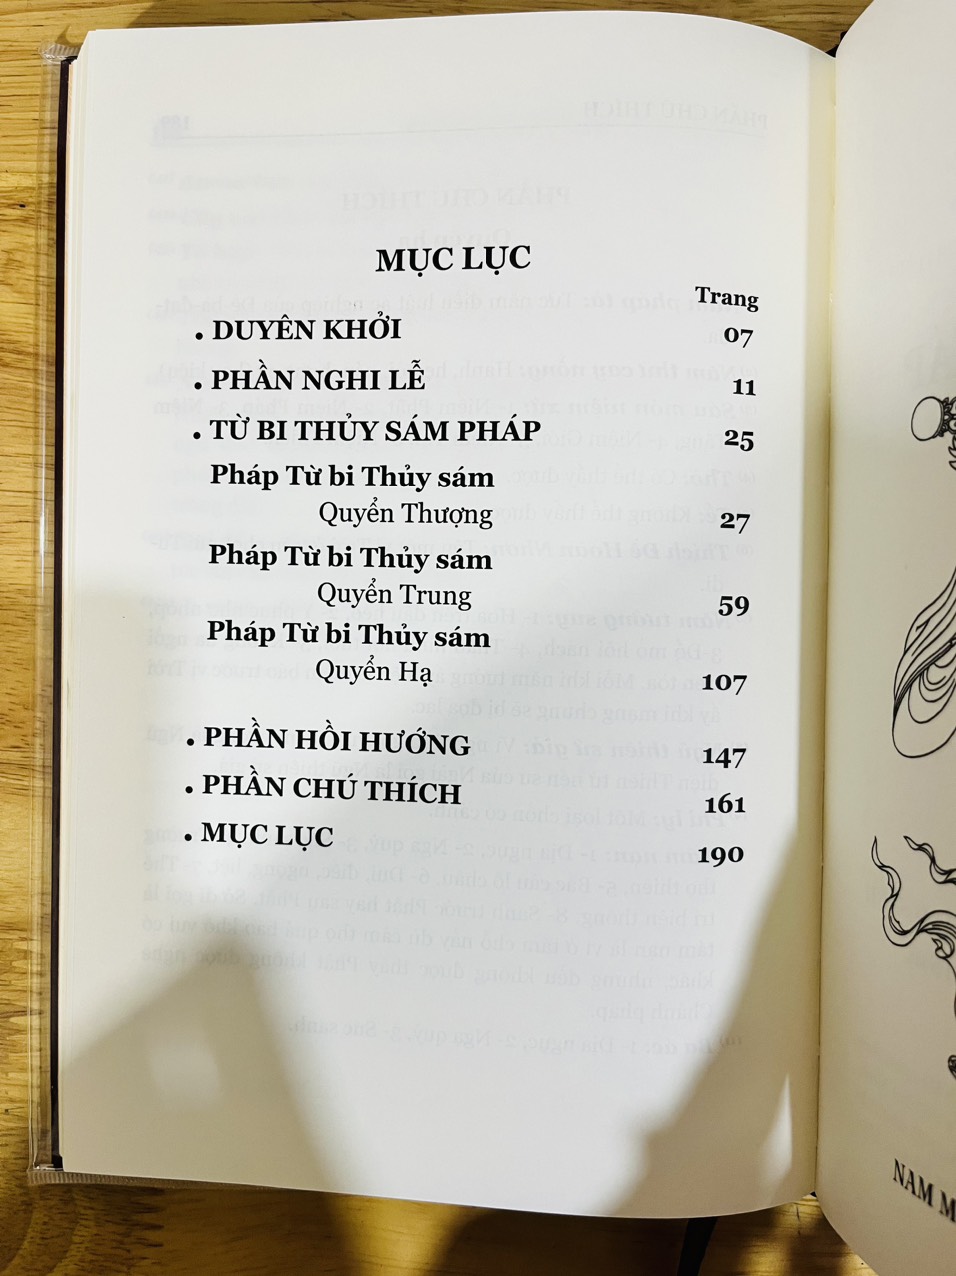 MỤC LỤC
Trang
. DUYÊN KHỞI 07
. PHẦN NGHI LỄ 11
. TỪ BI THỦY SÁM PHÁP 25
Pháp Từ bi Thủy sám
Quyển Thượng 27
Pháp Từ bi Thủy sám
Quyển Trung 59
Pháp Từ bi Thủy sám
Quyển Hạ 107
. PHẦN HỒI HƯỚNG 147
. PHẦN CHÚ THÍCH 161
. MỤC LỤC 190
NAM